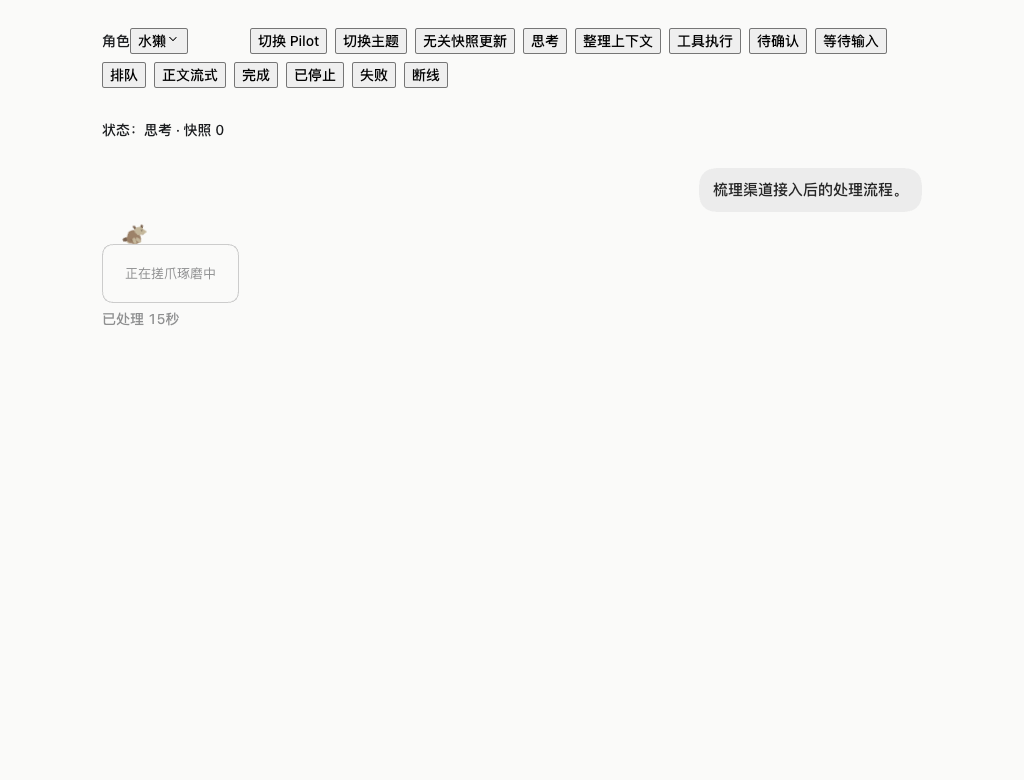 角色 水獭 切换 Pilot 切换主题 无关快照更新 思考 整理上下文 工具执行 待确认 等待输入
排队 正文流式 完成 已停止 失败 断线
状态：思考 · 快照 0
梳理渠道接入后的处理流程。
正在搓爪琢磨中
已处理 15秒